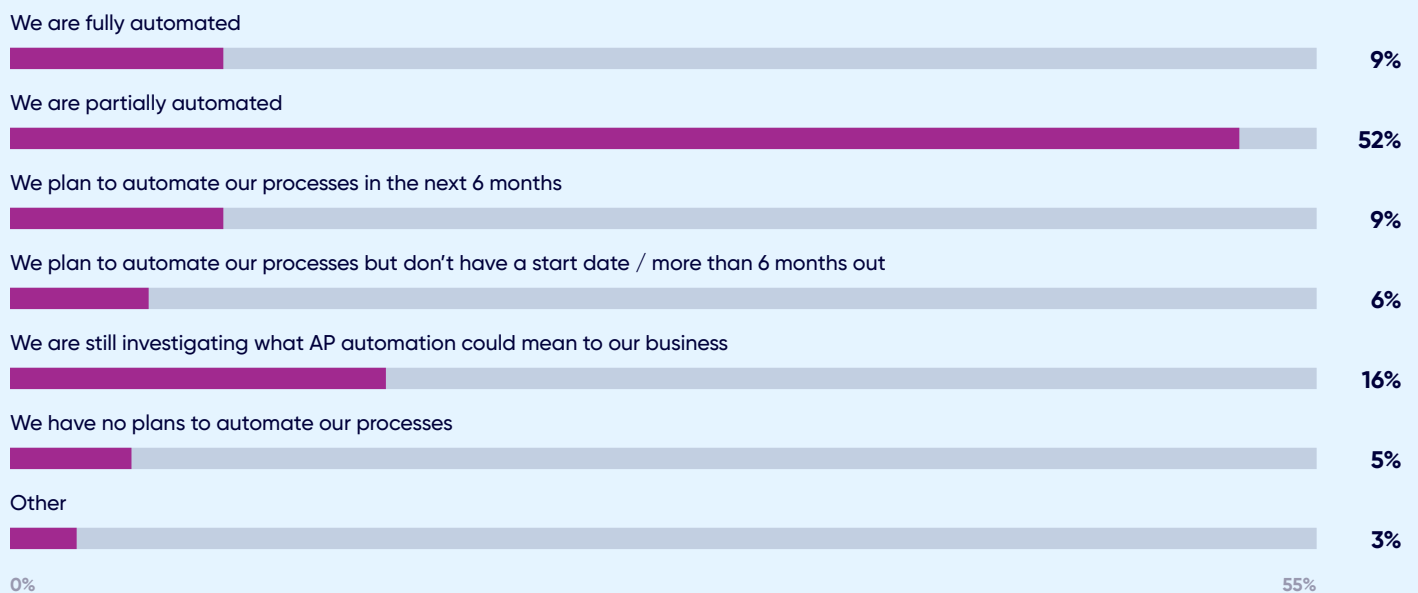 We are fully automated
9%
We are partially automated
52%
We plan to automate our processes in the next 6 months
9%
We plan to automate our processes but don’t have a start date / more than 6 months out
6%
We are still investigating what AP automation could mean to our business
16%
We have no plans to automate our processes
5%
Other
3%
0% 55%